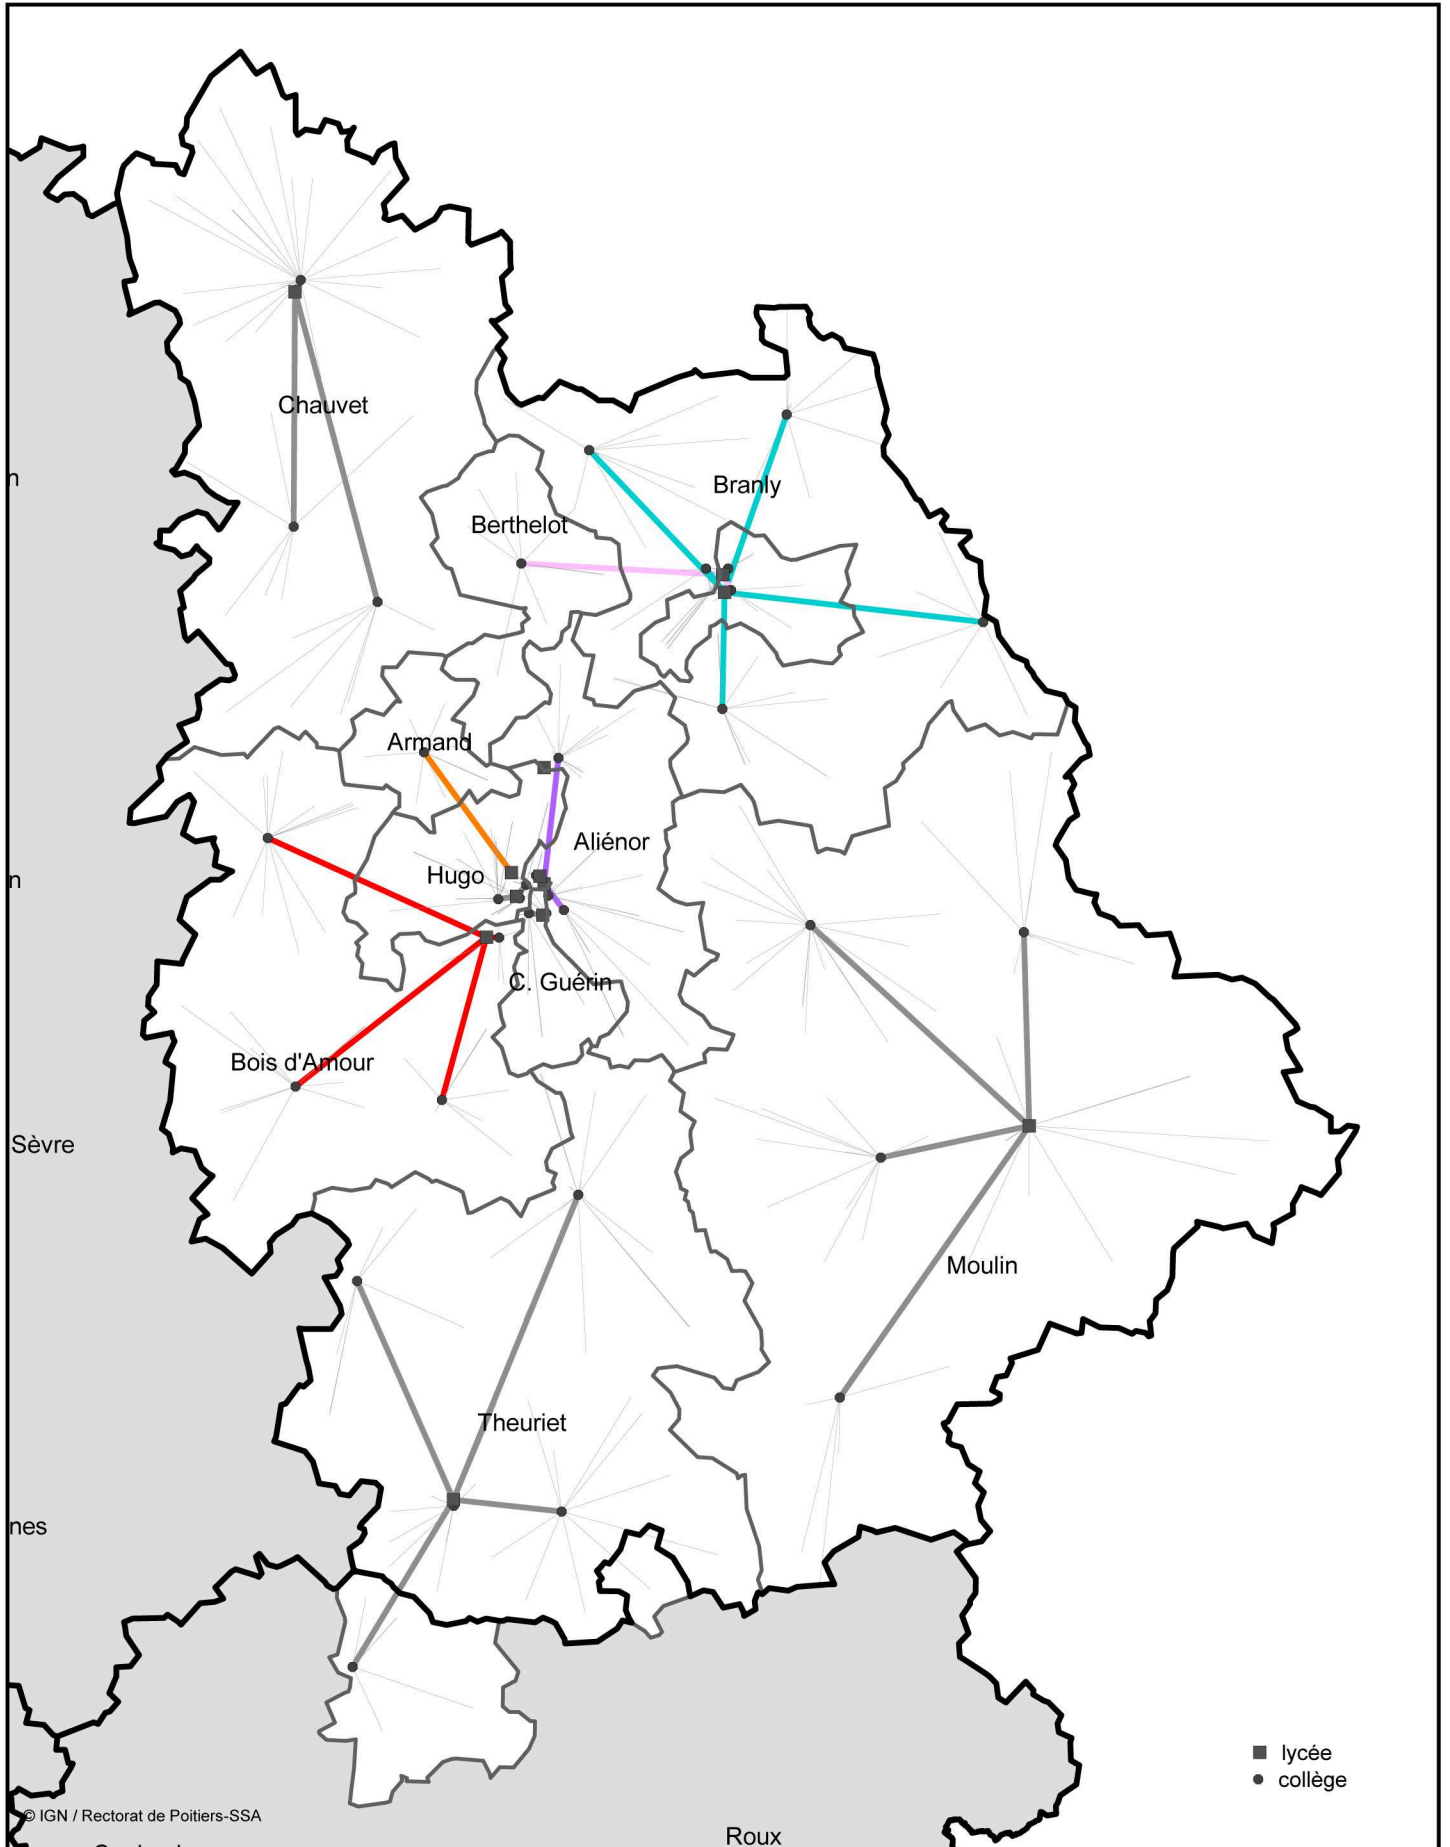 Chauvet
n
Branly
Berthelot
Armand
Aliénor
Hugo
n
C. Guérin
Bois d'Amour
Sèvre
Moulin
Theuriet
nes
lycée
collège
© IGN / Rectorat de Poitiers-SSA
Roux